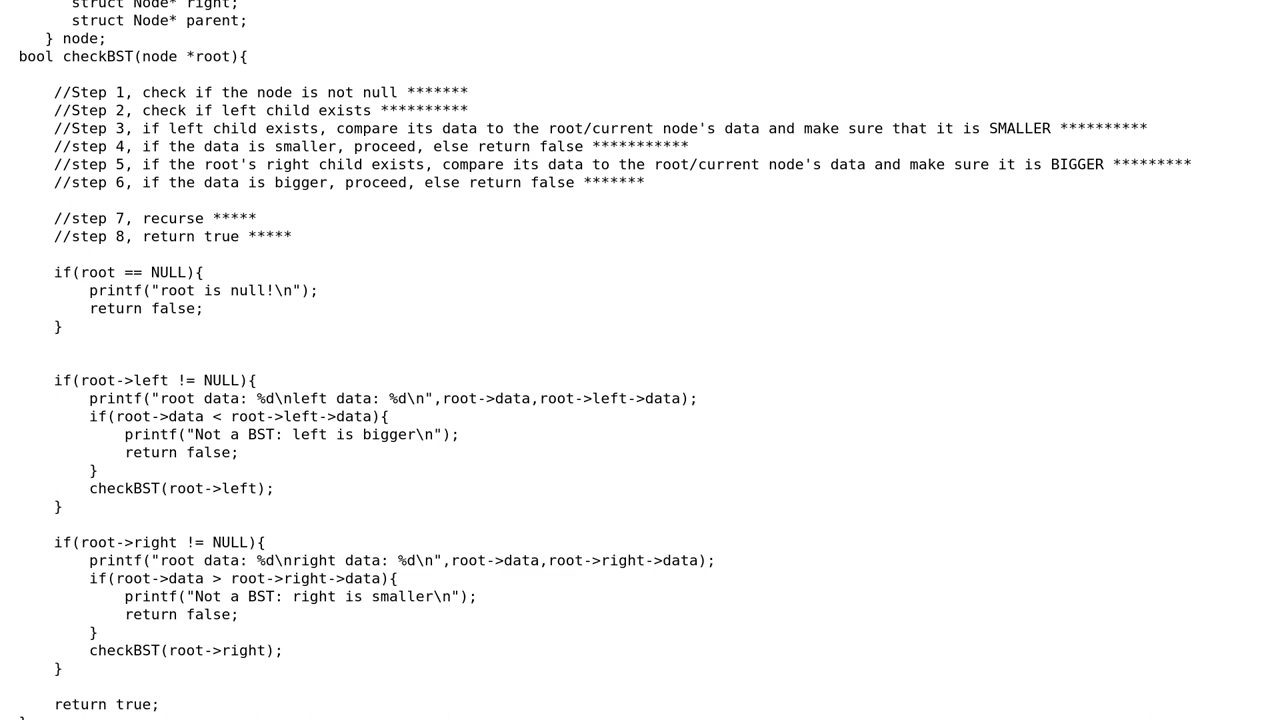 struct Node* right;
struct Node* parent;
} node;
bool checkBST(node *root){
//Step 1, check if the node is not null *******
//Step 2, check if left child exists **********
//Step 3, if left child exists, compare its data to the root/current node's data and make sure that it is SMALLER **********
//step 4, if the data is smaller, proceed, else return false ***********
//step 5, if the root's right child exists, compare its data to the root/current node's data and make sure it is BIGGER *********
//step 6, if the data is bigger, proceed, else return false *******
//step 7, recurse *****
//step 8, return true *****
if(root == NULL){
printf("root is null!\n");
return false;
}
if(root->left != NULL){
printf("root data: %d\nleft data: %d\n",root->data,root->left->data);
if(root->data < root->left->data){
printf("Not a BST: left is bigger\n");
return false;
}
checkBST(root->left);
}
if(root->right != NULL){
printf("root data: %d\nright data: %d\n",root->data,root->right->data);
if(root->data > root->right->data){
printf("Not a BST: right is smaller\n");
return false;
}
checkBST(root->right);
}
return true;
}